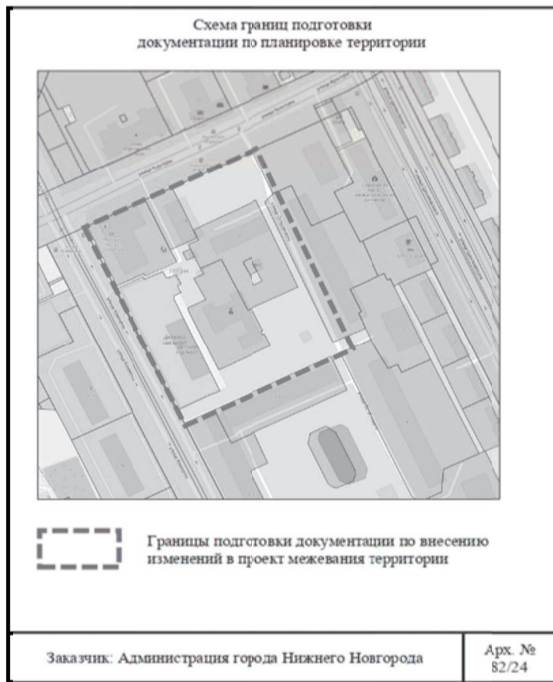 Схема границ подготовки
документации по планировке территории
Границы подготовки документации по внесению
изменений в проект межевания территории
Заказчик: Администрация города Нижнего Новгорода
Арх. №
82/24